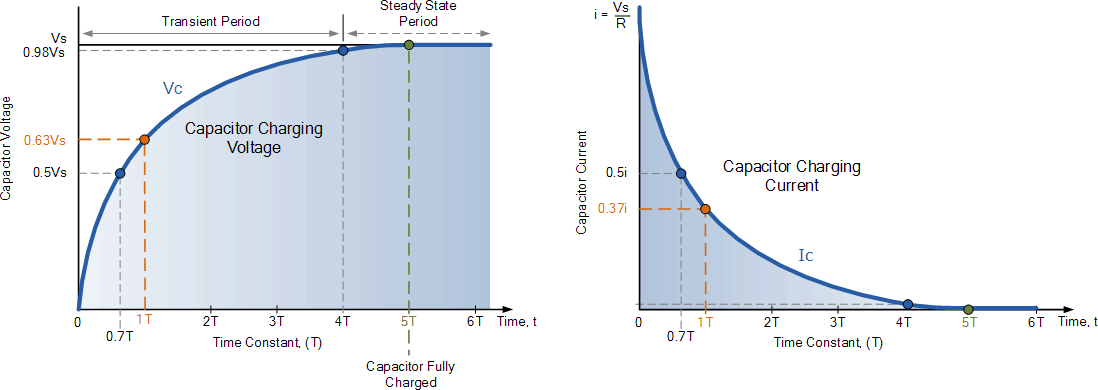 Transient Period
Steady State
Period
Vs
0.98Vs
0.63Vs
0.5Vs
Capacitor Voltage
Vc
Capacitor Charging
Voltage
0
0.7T
1T
2T
3T
4T
5T
6T
Time, t
Time Constant, (T)
Capacitor Fully
Charged
i = Vs
R
0.5i
0.37i
Capacitor Current
Capacitor Charging
Current
Ic
0
0.7T
1T
2T
3T
4T
5T
6T
Time, t
Time Constant, (T)